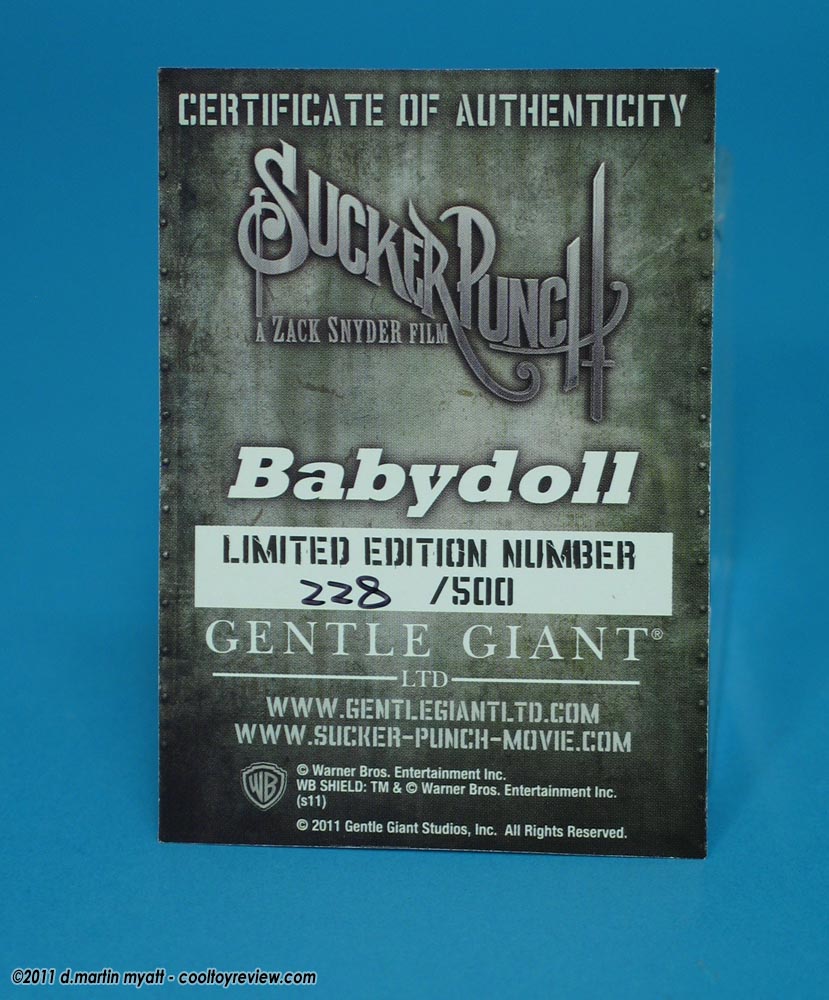 CERTIFICATE OF AUTHENTICITY
SUCKER PUNCH
A ZACK SNYDER FILM
Babydoll
LIMITED EDITION NUMBER
228 /500
GENTLE GIANT®
LTD
WWW.GENTLEGIANTLTD.COM
WWW.SUCKER-PUNCH-MOVIE.COM
WB
© Warner Bros. Entertainment Inc.
WB SHIELD: TM & © Warner Bros. Entertainment Inc.
(s11)
© 2011 Gentle Giant Studios, Inc. All Rights Reserved.
©2011 d.martin myatt - cooltoyreview.com